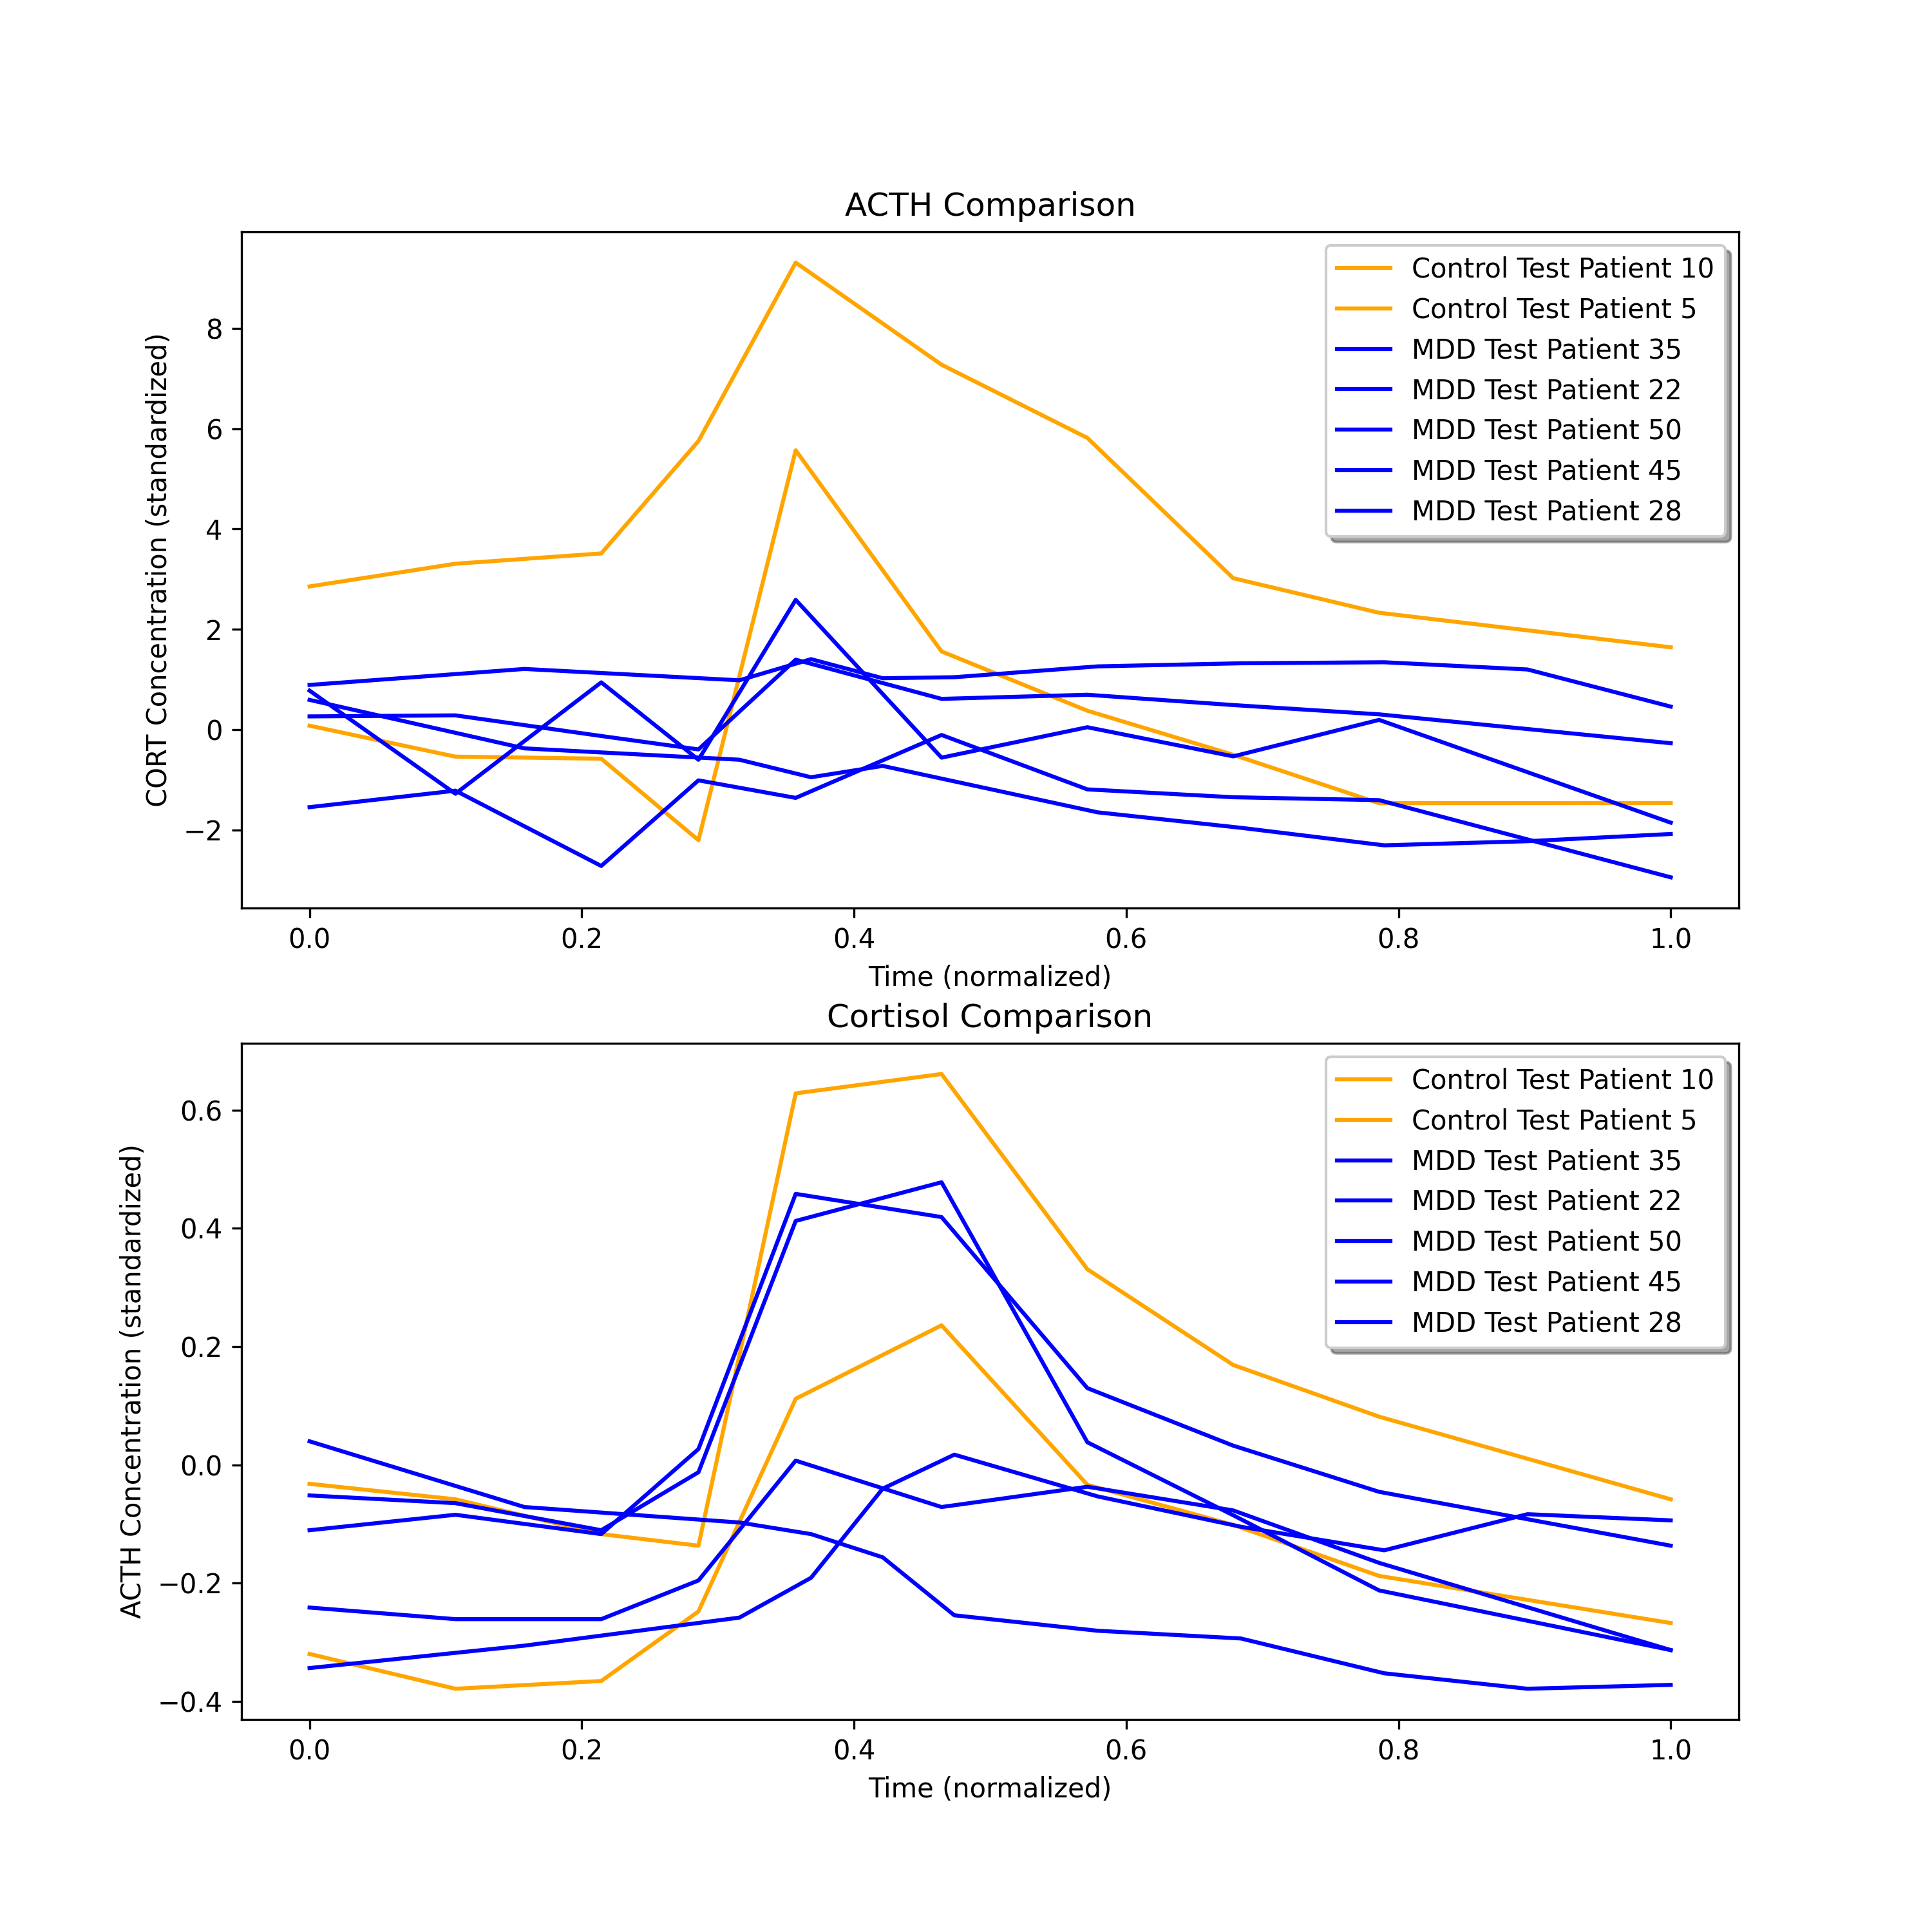 ACTH Comparison
CORT Concentration (standardized)
8
6
4
2
0
−2
0.0 0.2 0.4 0.6 0.8 1.0
Time (normalized)
Control Test Patient 10
Control Test Patient 5
MDD Test Patient 35
MDD Test Patient 22
MDD Test Patient 50
MDD Test Patient 45
MDD Test Patient 28
Cortisol Comparison
ACTH Concentration (standardized)
0.6
0.4
0.2
0.0
−0.2
−0.4
0.0 0.2 0.4 0.6 0.8 1.0
Time (normalized)
Control Test Patient 10
Control Test Patient 5
MDD Test Patient 35
MDD Test Patient 22
MDD Test Patient 50
MDD Test Patient 45
MDD Test Patient 28